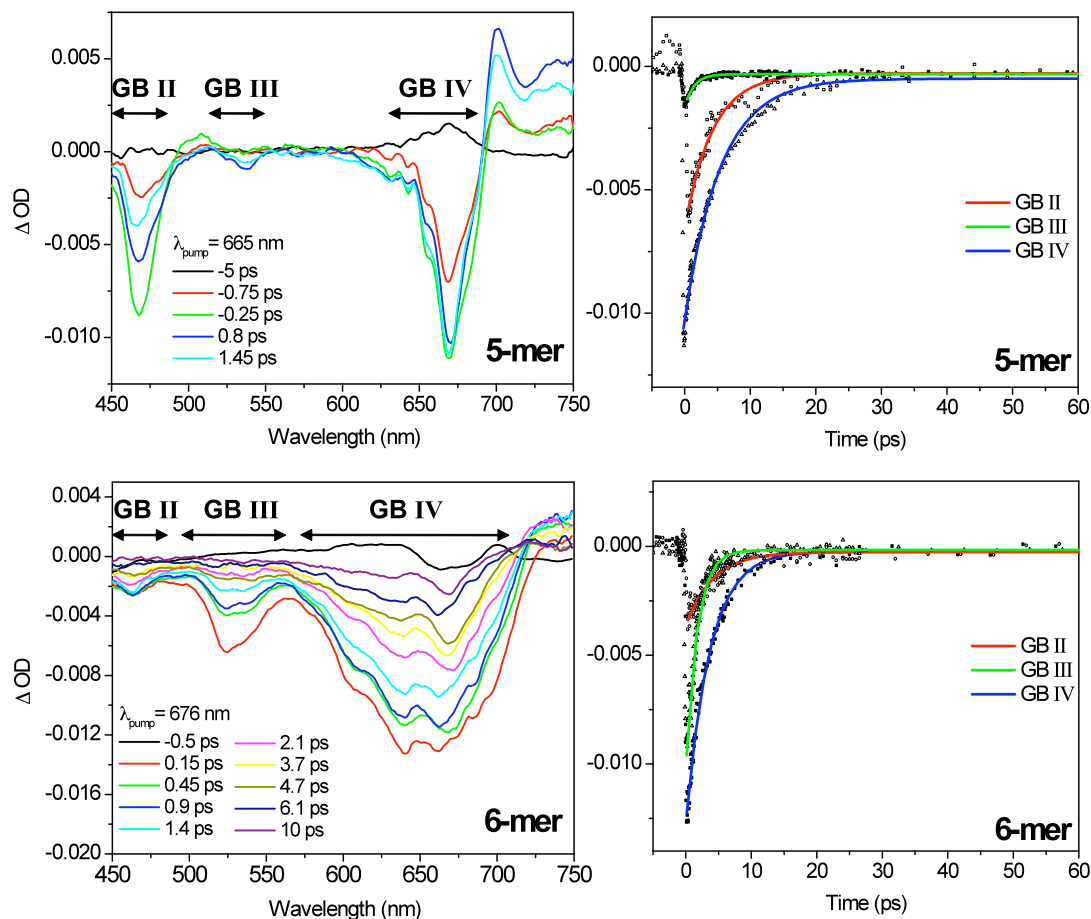 0.005
0.000
-0.005
-0.010
Δ OD
GB II
GB III
GB IV
λpump= 665 nm
-5 ps
-0.75 ps
-0.25 ps
0.8 ps
1.45 ps
5-mer
450 500 550 600 650 700 750
Wavelength (nm)
0.000
-0.005
-0.010
GB II
GB III
GB IV
5-mer
0 10 20 30 40 50 60
Time (ps)
0.004
0.000
-0.004
-0.008
-0.012
-0.016
-0.020
Δ OD
GB II
GB III
GB IV
λpump= 676 nm
-0.5 ps
0.15 ps
0.45 ps
0.9 ps
1.4 ps
2.1 ps
3.7 ps
4.7 ps
6.1 ps
10 ps
6-mer
450 500 550 600 650 700 750
Wavelength (nm)
0.000
-0.005
-0.010
GB II
GB III
GB IV
6-mer
0 10 20 30 40 50 60
Time (ps)